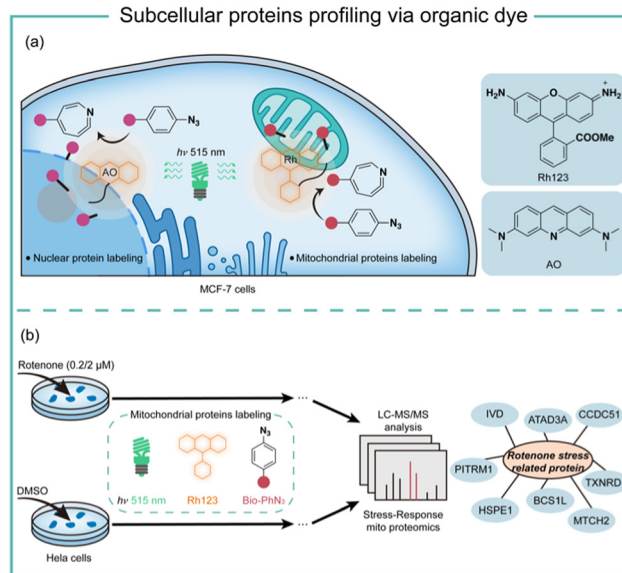 Subcellular proteins profiling via organic dye
(a)
N
N₃
hν 515 nm
AO
Rh
N
N₃
• Nuclear protein labeling
• Mitochondrial proteins labeling
MCF-7 cells
H₂N
O
+
NH₂
COOMe
Rh123
N
N
N
AO
(b)
Rotenone (0.2/2 μM)
...
Mitochondrial proteins labeling
N₃
hν 515 nm
Rh123
Bio-PhN₃
DMSO
...
Hela cells
LC-MS/MS
analysis
Stress-Response
mito proteomics
IVD
ATAD3A
CCDC51
Rotenone stress
related protein
PITRM1
TXNRD
HSPE1
BCS1L
MTCH2